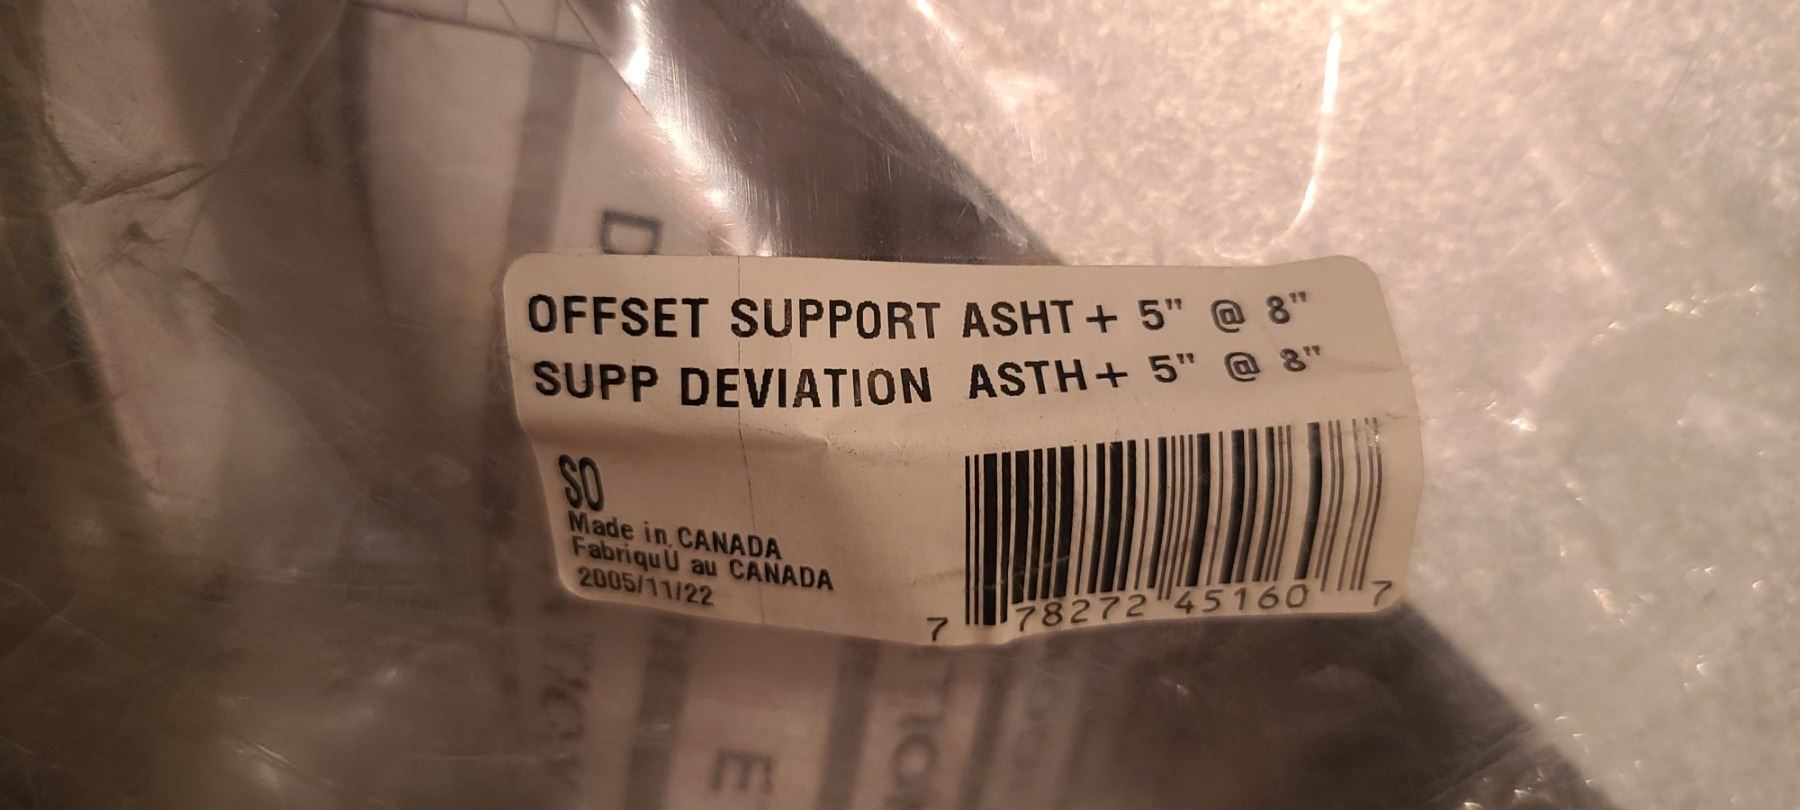 D
OFFSET SUPPORT ASHT+ 5" @ 8"
SUPP DEVIATION ASTH+ 5" @ 8"
SO
Made in CANADA
FabriquÙ au CANADA
2005/11/22
7 78272 45160 7
E